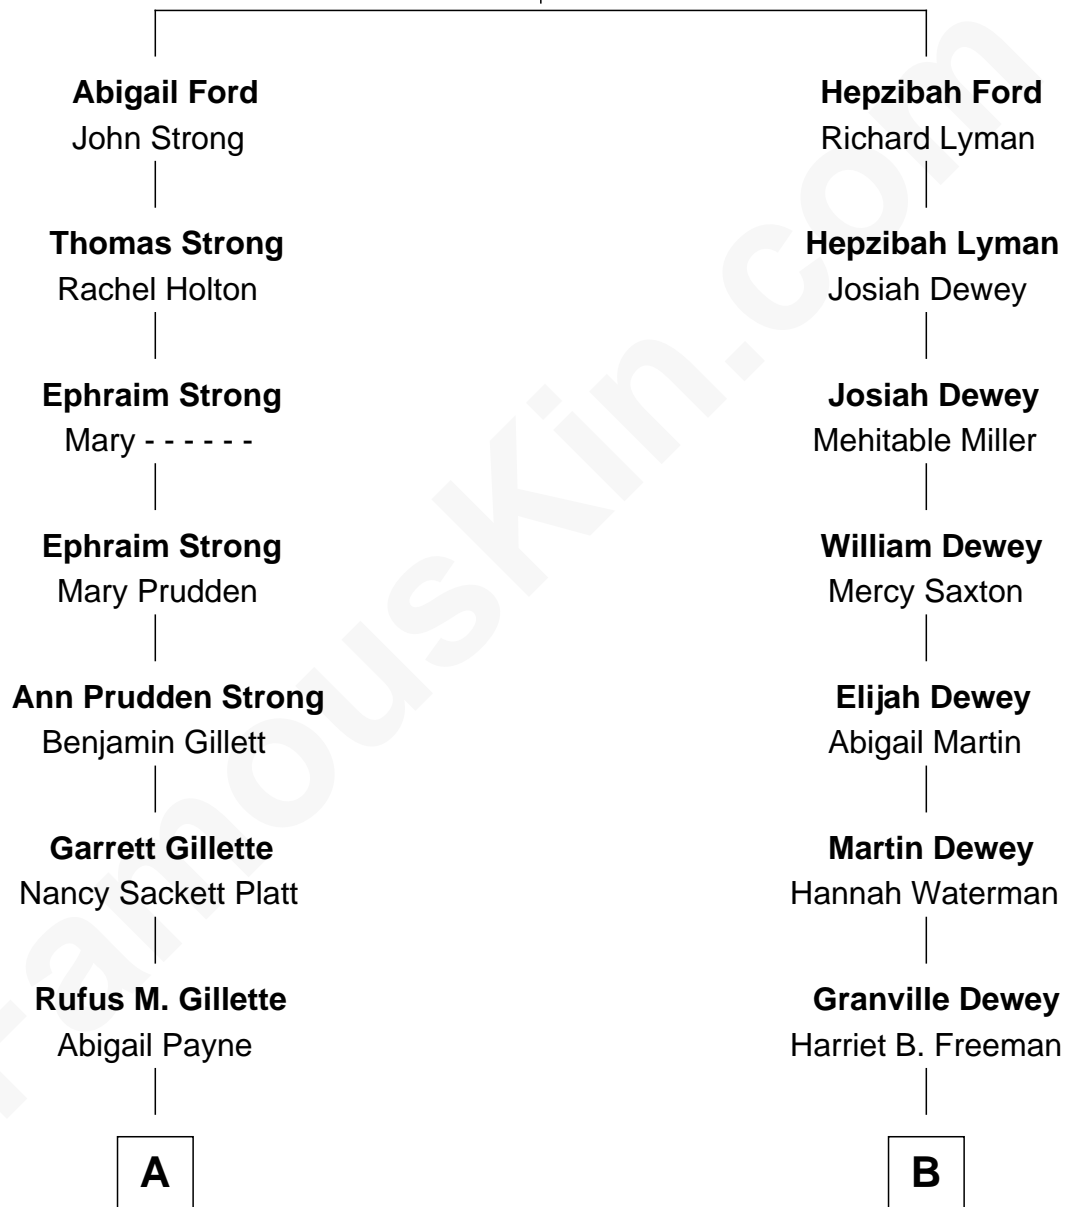 Abigail Ford
John Strong
Hepzibah Ford
Richard Lyman
Thomas Strong
Rachel Holton
Hepzibah Lyman
Josiah Dewey
Ephraim Strong
Mary - - - - - -
Josiah Dewey
Mehitable Miller
Ephraim Strong
Mary Prudden
William Dewey
Mercy Saxton
Ann Prudden Strong
Benjamin Gillett
Elijah Dewey
Abigail Martin
Garrett Gillette
Nancy Sackett Platt
Martin Dewey
Hannah Waterman
Rufus M. Gillette
Abigail Payne
Granville Dewey
Harriet B. Freeman
A
B
FamousKin.com